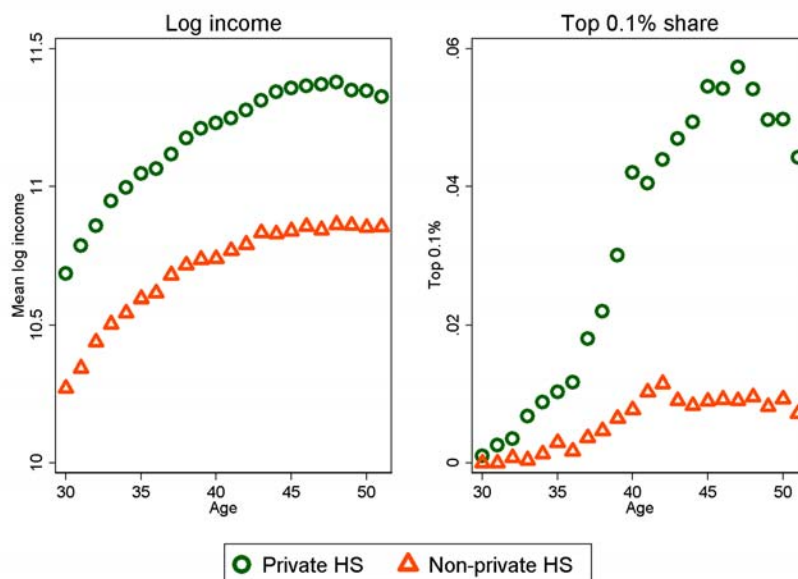 Log income
11.5
11
10.5
10
Mean log income
30 35 40 45 50
Age
Top 0.1% share
.06
.04
.02
0
Top 0.1%
30 35 40 45 50
Age
Private HS Non-private HS